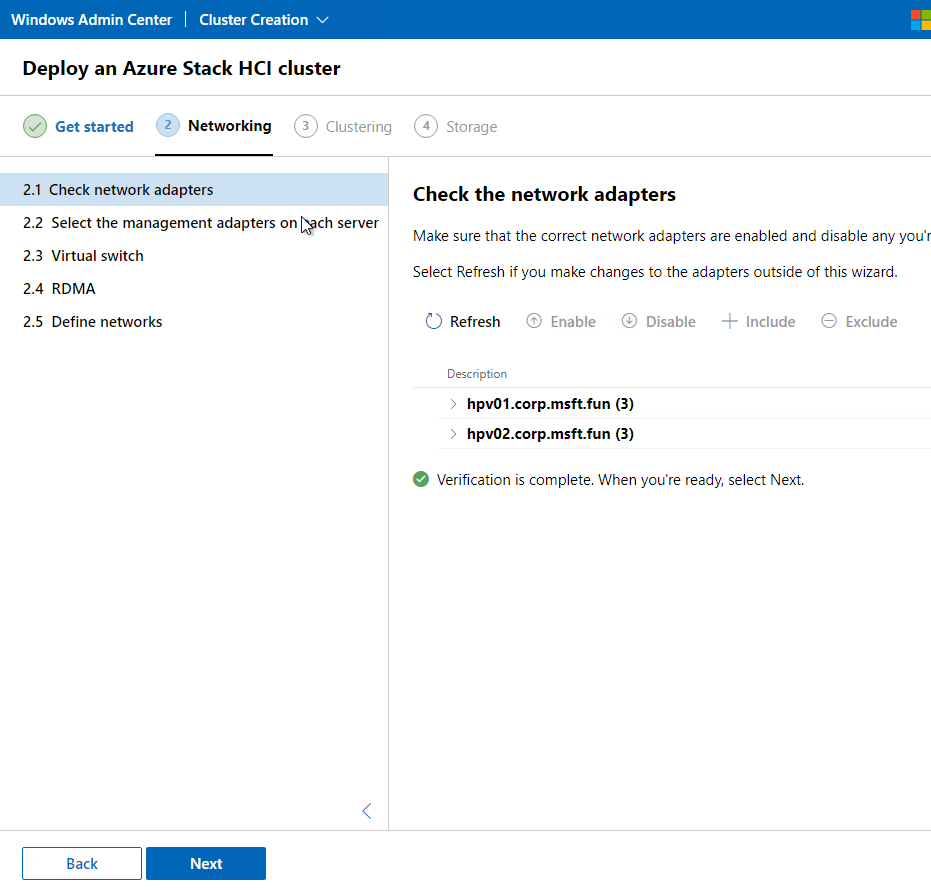 Windows Admin Center Cluster Creation
Deploy an Azure Stack HCI cluster
Get started 2 Networking 3 Clustering 4 Storage
2.1 Check network adapters
2.2 Select the management adapters on each server
2.3 Virtual switch
2.4 RDMA
2.5 Define networks
Check the network adapters
Make sure that the correct network adapters are enabled and disable any you'r
Select Refresh if you make changes to the adapters outside of this wizard.
Refresh Enable Disable Include Exclude
Description
hpv01.corp.msft.fun (3)
hpv02.corp.msft.fun (3)
Verification is complete. When you're ready, select Next.
Back Next